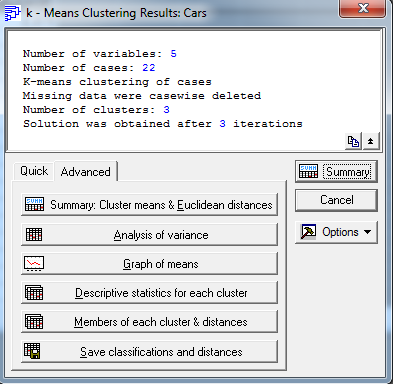 k - Means Clustering Results: Cars
Number of variables: 5
Number of cases: 22
K-means clustering of cases
Missing data were casewise deleted
Number of clusters: 3
Solution was obtained after 3 iterations
Quick
Advanced
Summary
Cancel
Options
Summary: Cluster means & Euclidean distances
Analysis of variance
Graph of means
Descriptive statistics for each cluster
Members of each cluster & distances
Save classifications and distances